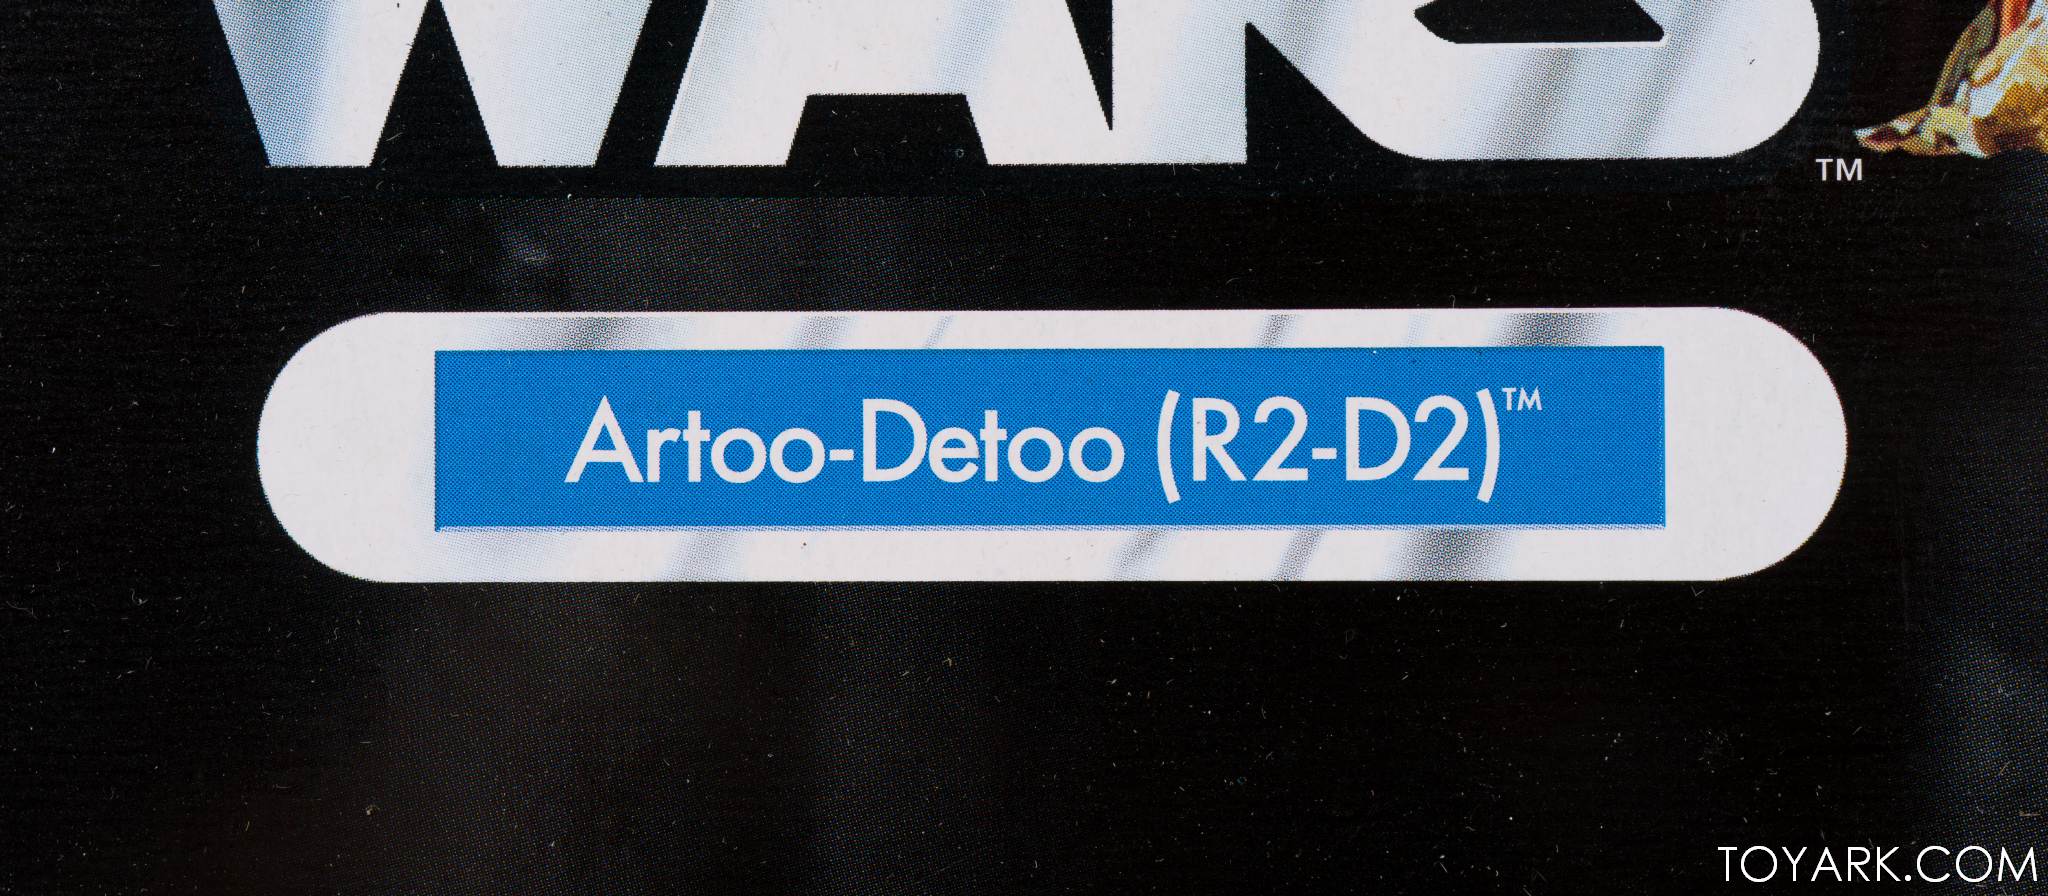 WARS
TM
Artoo-Detoo (R2-D2)™
TOYARK.COM